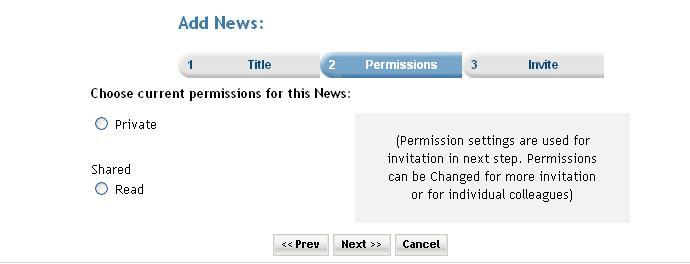 Add News:
1 Title 2 Permissions 3 Invite
Choose current permissions for this News:
Private
Shared
Read
(Permission settings are used for
invitation in next step. Permissions
can be Changed for more invitation
or for individual colleagues)
<< Prev Next >> Cancel